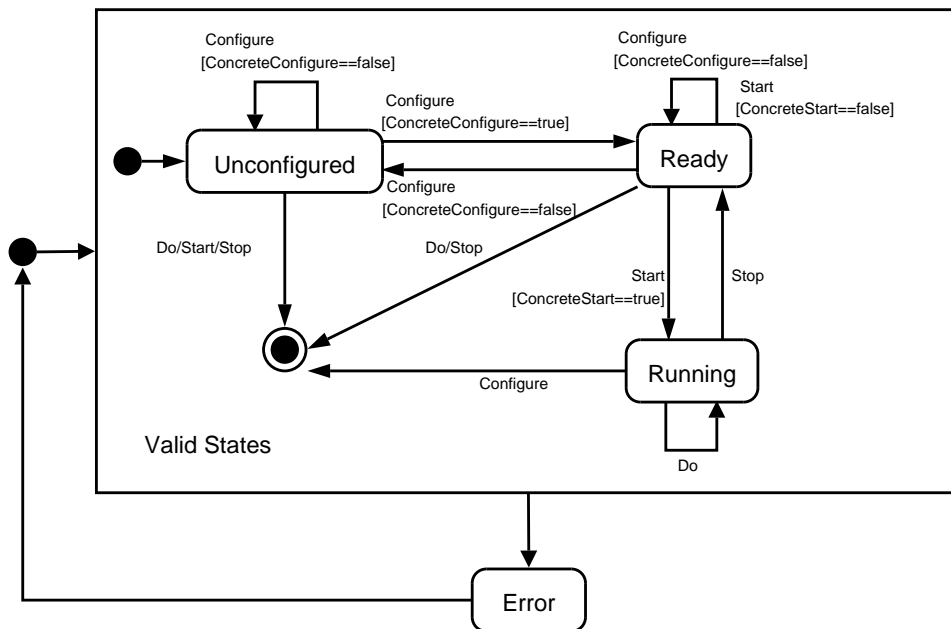 Configure
[ConcreteConfigure==false]
Configure
[ConcreteConfigure==false]
Start
[ConcreteStart==false]
Configure
[ConcreteConfigure==true]
Unconfigured
Ready
Configure
[ConcreteConfigure==false]
Do/Start/Stop
Do/Stop
Start
[ConcreteStart==true]
Stop
Running
Configure
Valid States
Do
Error